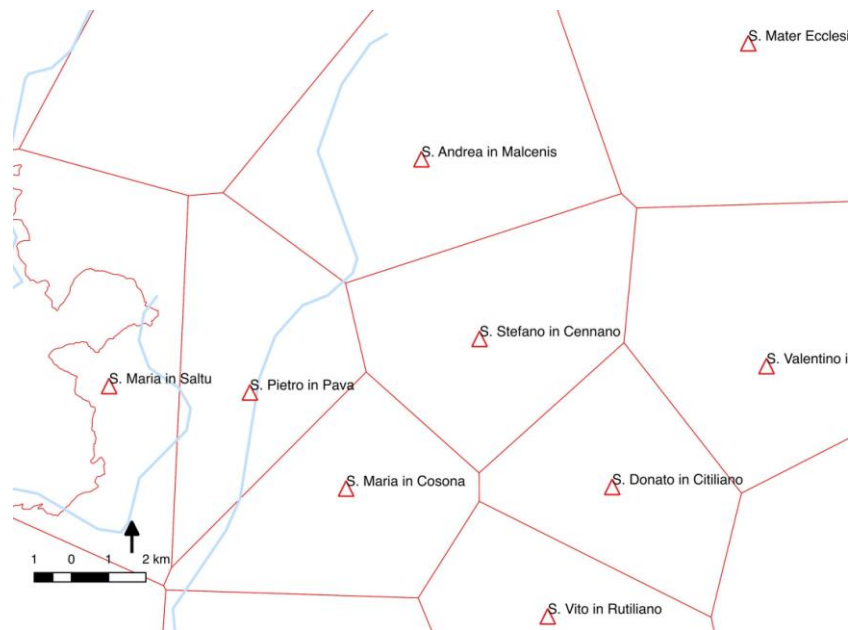 S. Mater Ecclesi
S. Andrea in Malcenis
S. Stefano in Cennano
S. Valentino i
S. Maria in Saltu
S. Pietro in Pava
S. Maria in Cosona
S. Donato in Citiliano
1 0 1 2 km
S. Vito in Rutiliano